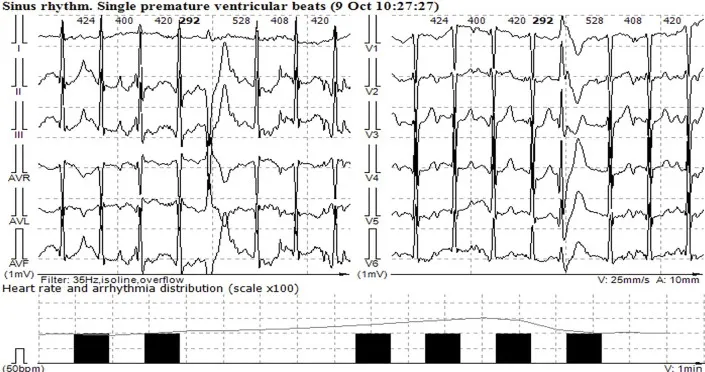 Sinus rhythm. Single premature ventricular beats (9 Oct 10:27:27)
424 400 292 528 408 420
424 400 292 528 408 420
I
II
III
AVR
AVL
AVF
(1mV)
V1
V2
V3
V4
V5
V6
(1mV)
Filter: 35Hz,isoline,overflow
V: 25mm/s A: 10mm
Heart rate and arrhythmia distribution (scale x100)
(50bpm)
V: 1min